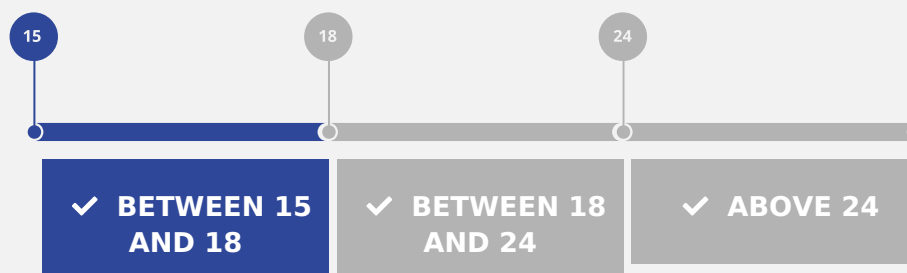 15
18
24
BETWEEN 15
AND 18
BETWEEN 18
AND 24
ABOVE 24